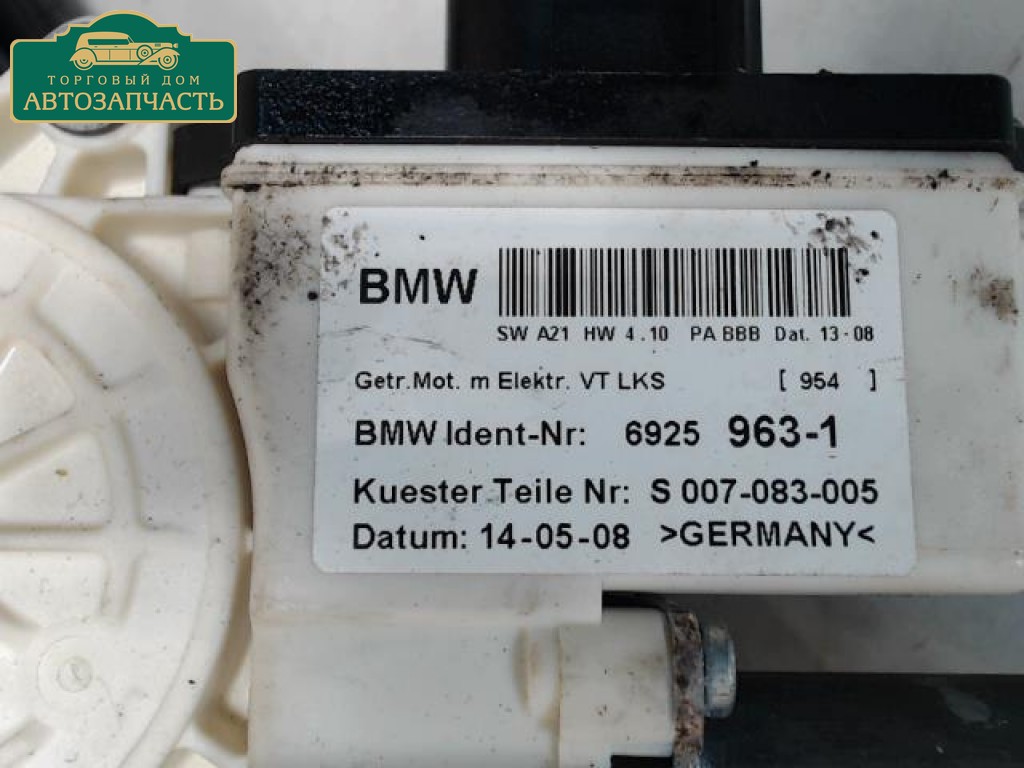 ТОРГОВЫЙ ДОМ
АВТОЗАПЧАСТЬ
BMW
SW A21 HW 4.10 PA BBB Dat. 13-08
Getr.Mot. m Elektr. VT LKS [ 954 ]
BMW Ident-Nr: 6925 963-1
Kuester Teile Nr: S 007-083-005
Datum: 14-05-08 >GERMANY<